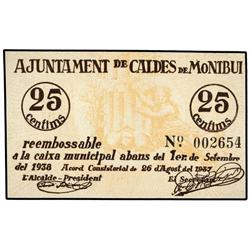 AJUNTAMENT DE CALDES DE MONTBUI
25 centims
25 centims
reembossable Nº 002654
a la caixa municipal abans del 1er de Setembre
del 1938 Acord Consistorial de 26 d'Agost del 1937
L'Alcalde-President El Secretari